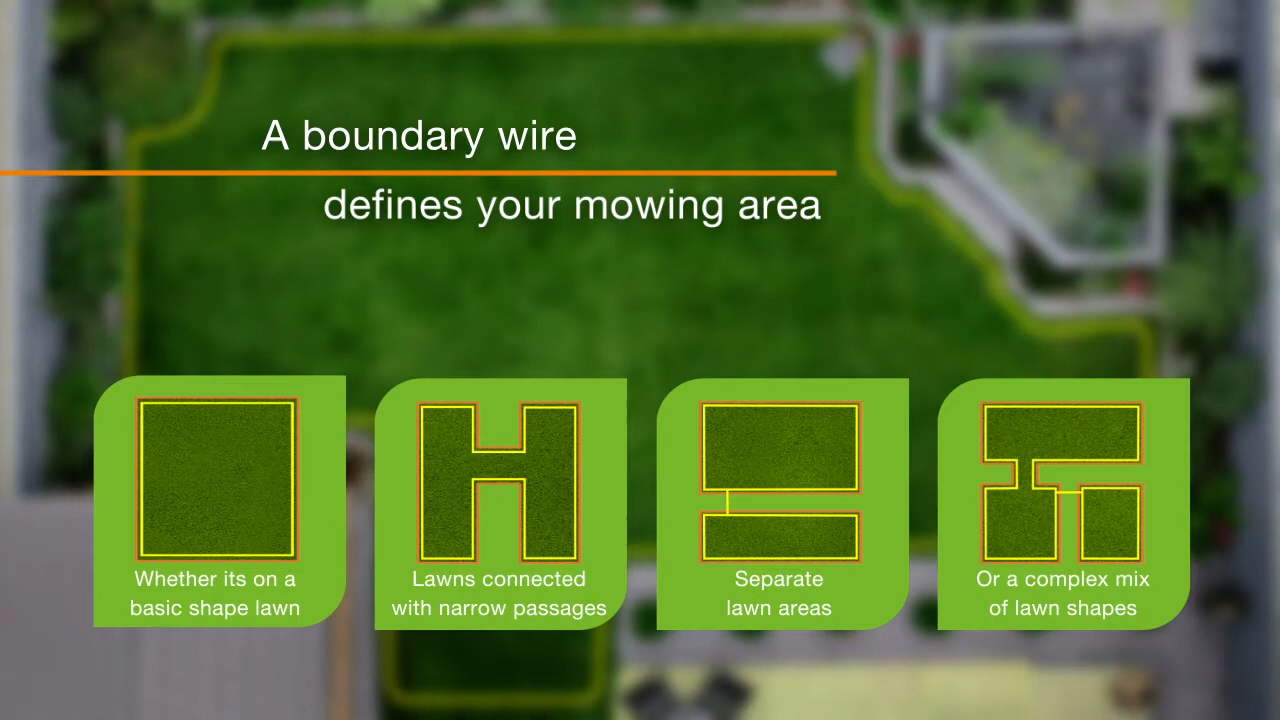 A boundary wire
defines your mowing area
Whether its on a
basic shape lawn
Lawns connected
with narrow passages
Separate
lawn areas
Or a complex mix
of lawn shapes